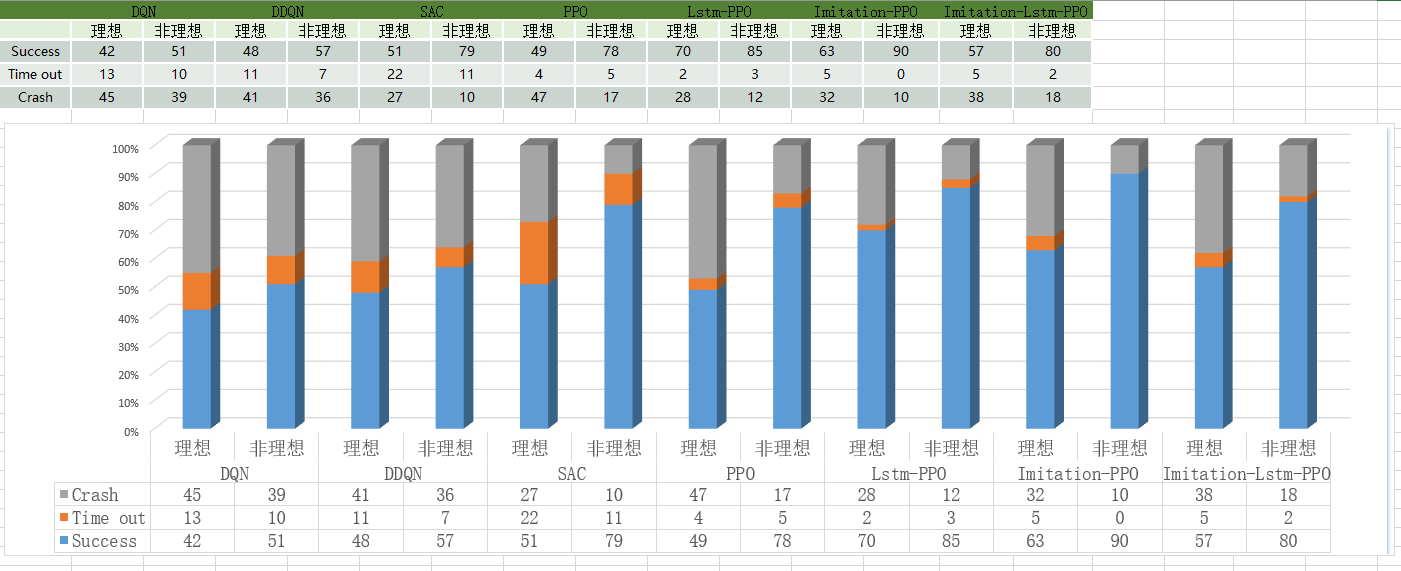 DQN DDQN SAC PPO Lstm-PPO Imitation-PPO Imitation-Lstm-PPO
理想 非理想 理想 非理想 理想 非理想 理想 非理想 理想 非理想 理想 非理想 理想 非理想
Success 42 51 48 57 51 79 49 78 70 85 63 90 57 80
Time out 13 10 11 7 22 11 4 5 2 3 5 0 5 2
Crash 45 39 41 36 27 10 47 17 28 12 32 10 38 18
100%
90%
80%
70%
60%
50%
40%
30%
20%
10%
0%
理想 非理想 理想 非理想 理想 非理想 理想 非理想 理想 非理想 理想 非理想 理想 非理想
DQN DDQN SAC PPO Lstm-PPO Imitation-PPO Imitation-Lstm-PPO
Crash 45 39 41 36 27 10 47 17 28 12 32 10 38 18
Time out 13 10 11 7 22 11 4 5 2 3 5 0 5 2
Success 42 51 48 57 51 79 49 78 70 85 63 90 57 80